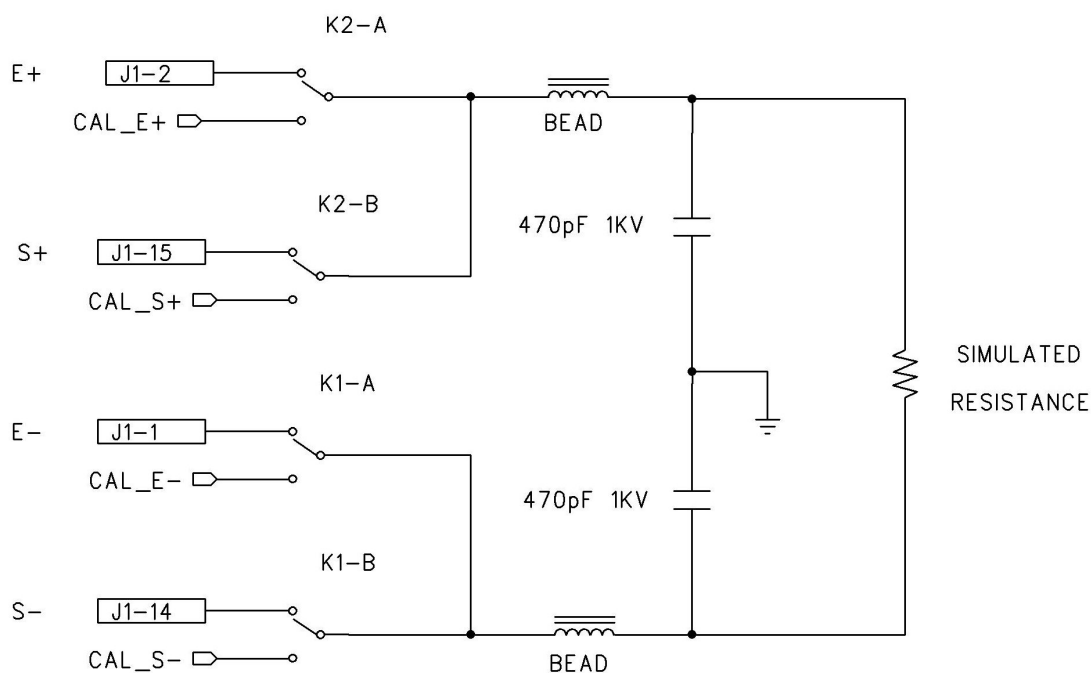 K2-A
E+ J1-2
CAL_E+
BEAD
K2-B
470pF 1KV
S+ J1-15
CAL_S+
SIMULATED
RESISTANCE
K1-A
E- J1-1
CAL_E-
470pF 1KV
K1-B
S- J1-14
CAL_S-
BEAD